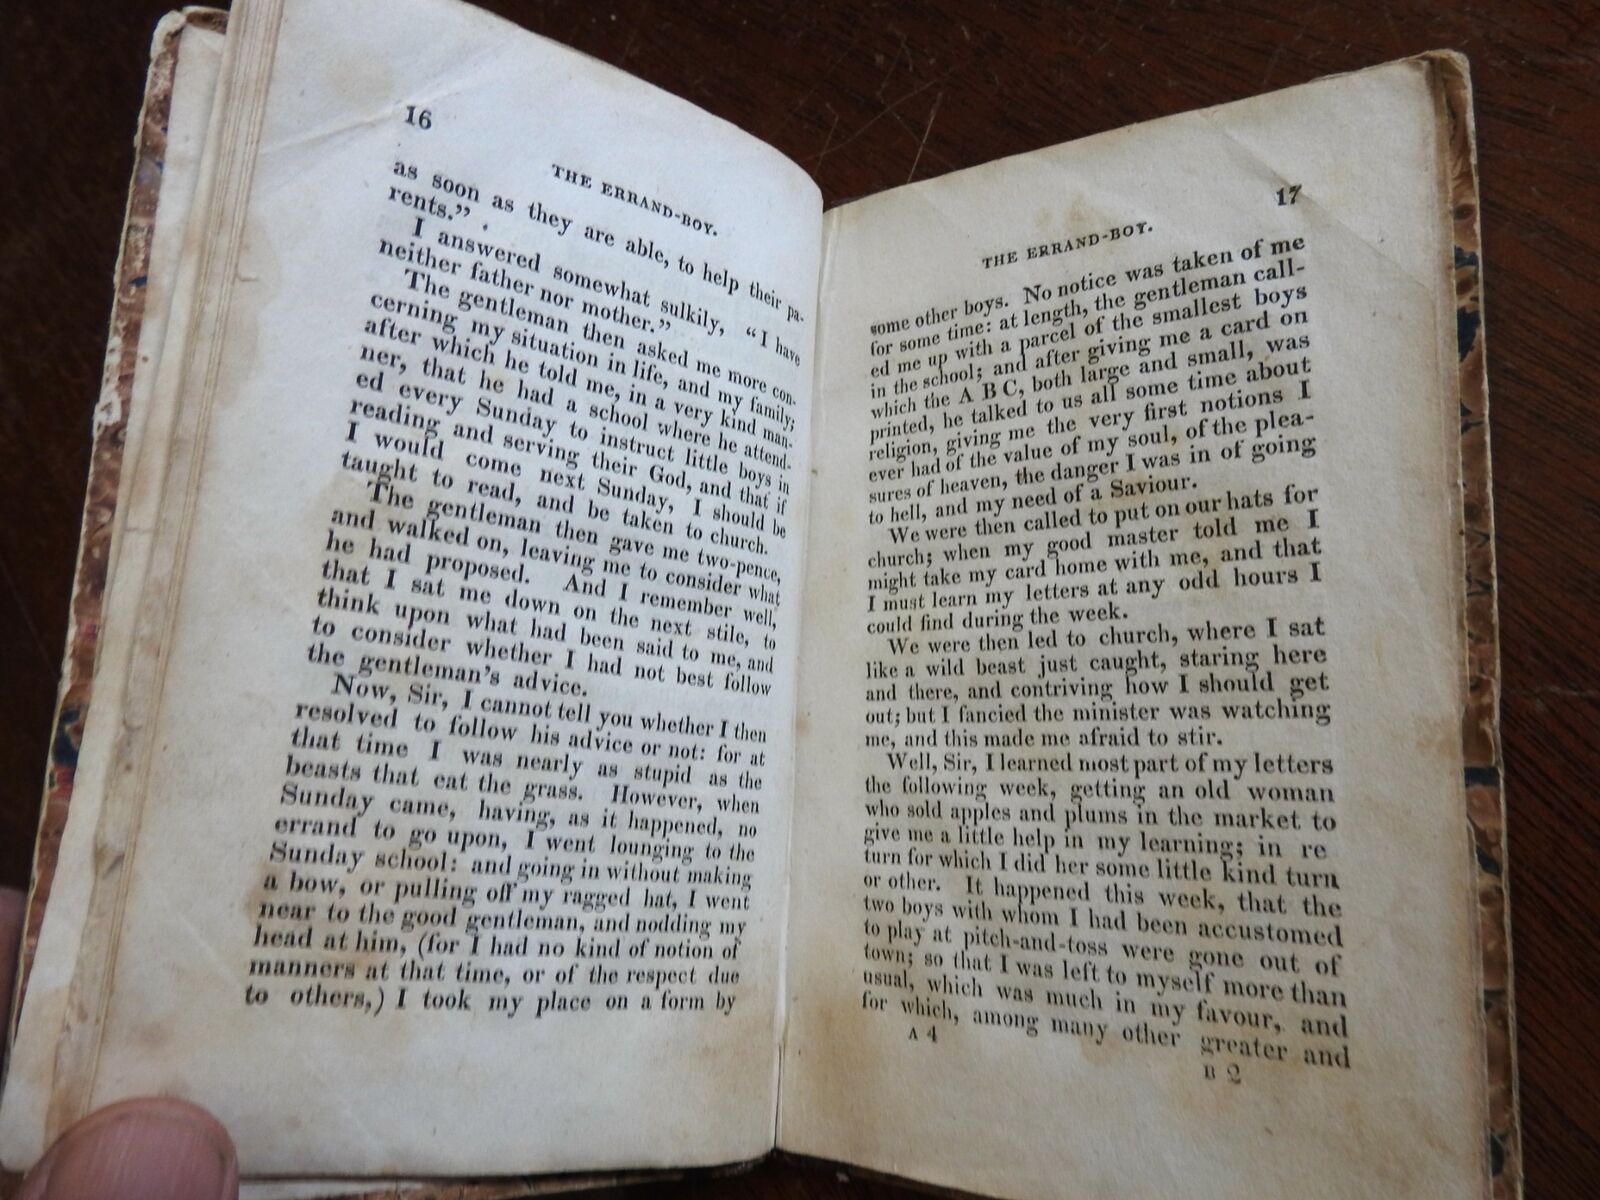 16
THE ERRAND-BOY.
as soon as they are able, to help their pa-
rents."
I answered somewhat sulkily, "I have
neither father nor mother."
The gentleman then asked me more con-
cerning my situation in life, and my family;
after which he told me, in a very kind man-
ner, that he had a school where he attend-
ed every Sunday to instruct little boys in
reading and serving their God, and that if
I would come next Sunday, I should be
taught to read, and be taken to church.
The gentleman then gave me two-pence,
and walked on, leaving me to consider what
he had proposed. And I remember well,
that I sat me down on the next stile, to
think upon what had been said to me, and
to consider whether I had not best follow
the gentleman's advice.
Now, Sir, I cannot tell you whether I then
resolved to follow his advice or not: for at
that time I was nearly as stupid as the
beasts that eat the grass. However, when
Sunday came, having, as it happened, no
errand to go upon, I went lounging to the
Sunday school: and going in without making
a bow, or pulling off my ragged hat, I went
near to the good gentleman, and nodding my
head at him, (for I had no kind of notion of
manners at that time, or of the respect due
to others,) I took my place on a form by
17
THE ERRAND-BOY.
some other boys. No notice was taken of me
for some time: at length, the gentleman call-
ed me up with a parcel of the smallest boys
in the school; and after giving me a card on
which the A B C, both large and small, was
printed, he talked to us all some time about
religion, giving me the very first notions I
ever had of the value of my soul, of the plea-
sures of heaven, the danger I was in of going
to hell, and my need of a Saviour.
We were then called to put on our hats for
church; when my good master told me I
might take my card home with me, and that
I must learn my letters at any odd hours I
could find during the week.
We were then led to church, where I sat
like a wild beast just caught, staring here
and there, and contriving how I should get
out; but I fancied the minister was watching
me, and this made me afraid to stir.
Well, Sir, I learned most part of my letters
the following week, getting an old woman
who sold apples and plums in the market to
give me a little help in my learning; in re
turn for which I did her some little kind turn
or other. It happened this week, that the
two boys with whom I had been accustomed
to play at pitch-and-toss were gone out of
town; so that I was left to myself more than
usual, which was much in my favour, and
for which, among many other greater and
A 4
B 2